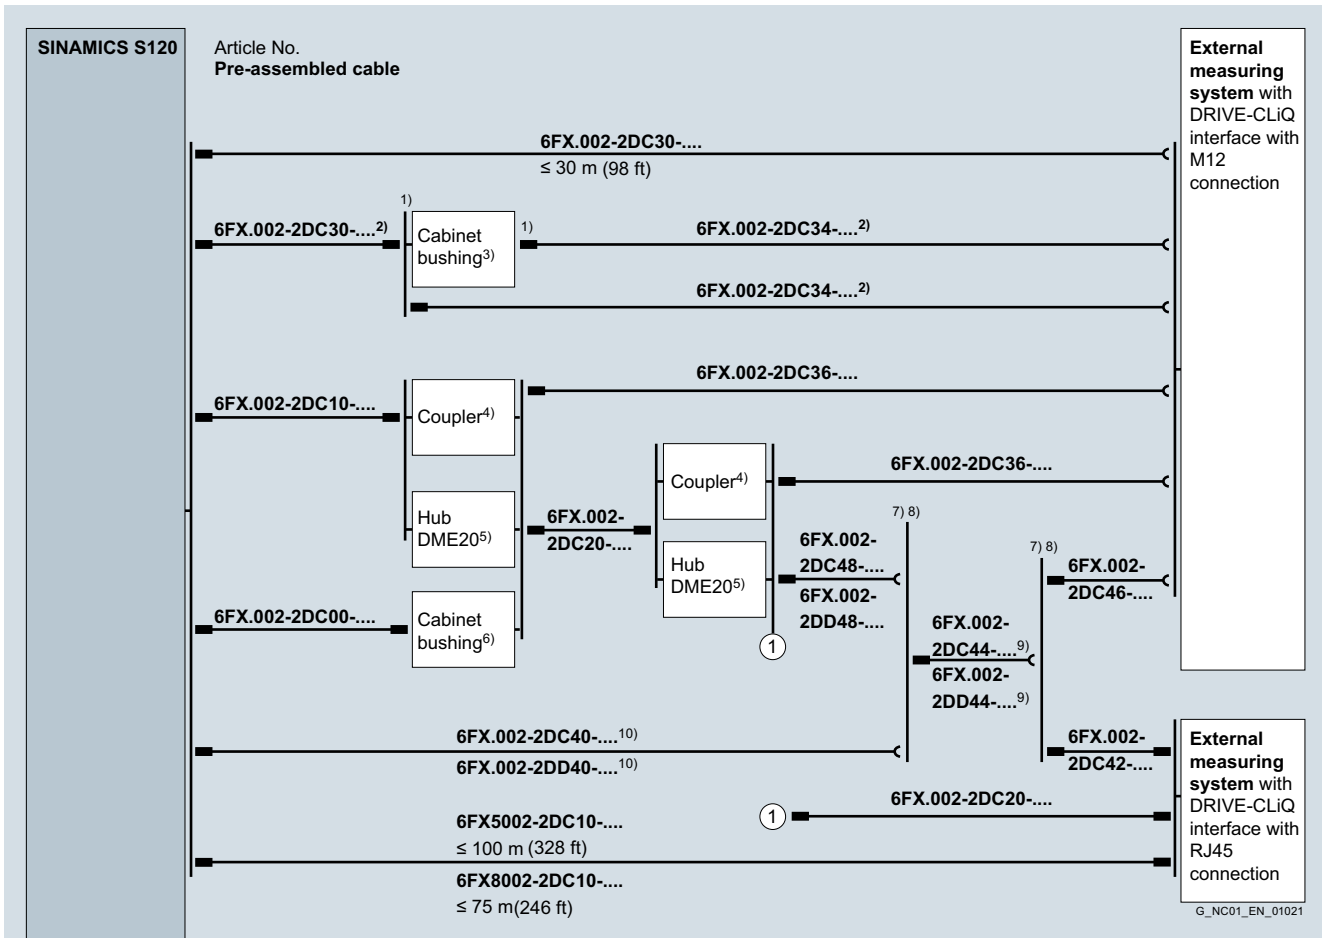 SINAMICS S120
Article No.
Pre-assembled cable
External
measuring
system with
DRIVE-CLiQ
interface with
M12
connection
6FX.002-2DC30-....
≤ 30 m (98 ft)
1)
6FX.002-2DC30-....2)
Cabinet
bushing3)
1)
6FX.002-2DC34-....2)
6FX.002-2DC34-....2)
6FX.002-2DC36-....
6FX.002-2DC10-....
Coupler4)
6FX.002-2DC36-....
Coupler4)
Hub
DME205)
6FX.002-
2DC20-....
7) 8)
6FX.002-
2DC48-....
6FX.002-
2DD48-....
Hub
DME205)
7) 8)
6FX.002-
2DC46-....
6FX.002-2DC00-....
Cabinet
bushing6)
1
6FX.002-
2DC44-....9)
6FX.002-
2DD44-....9)
6FX.002-2DC40-....10)
6FX.002-2DD40-....10)
6FX.002-
2DC42-....
External
measuring
system with
DRIVE-CLiQ
interface with
RJ45
connection
6FX.002-2DC20-....
1
6FX5002-2DC10-....
≤ 100 m (328 ft)
6FX8002-2DC10-....
≤ 75 m(246 ft)
G_NC01_EN_01021